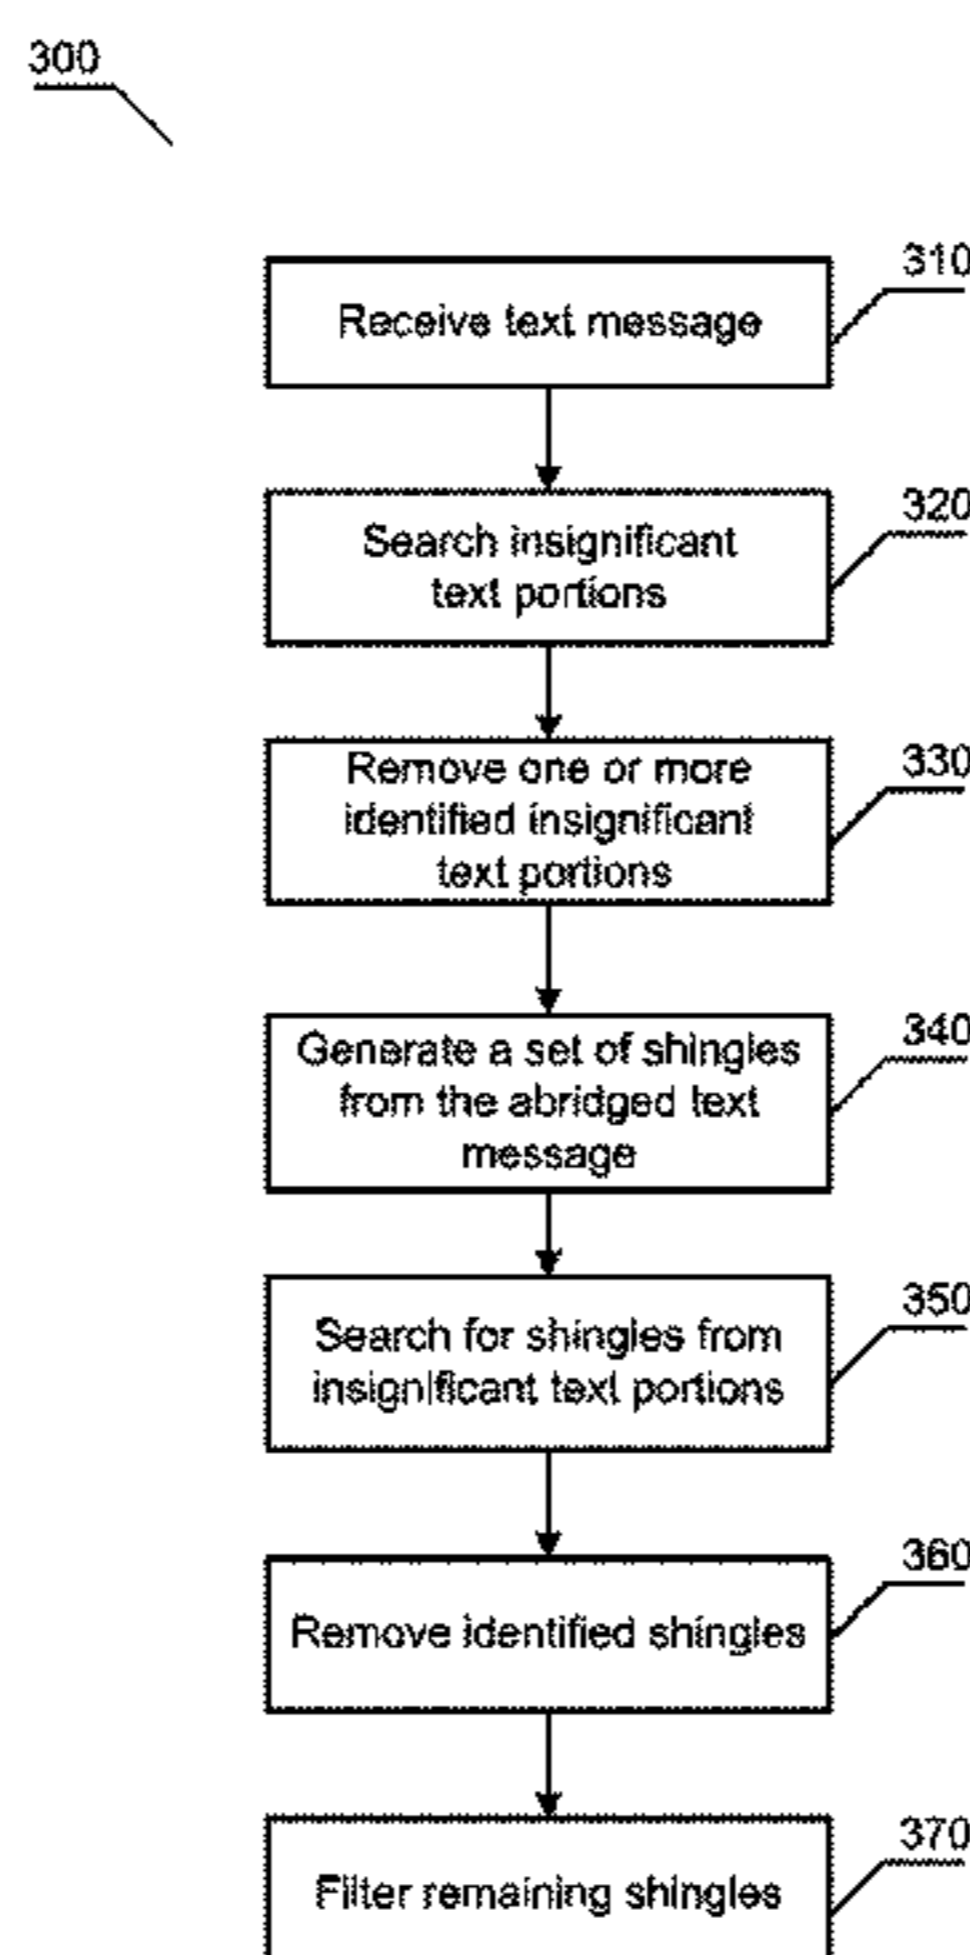 300
310
Receive text message
320
Search insignificant
text portions
330
Remove one or more
identified insignificant
text portions
340
Generate a set of shingles
from the abridged text
message
350
Search for shingles from
insignificant text portions
360
Remove identified shingles
370
Filter remaining shingles